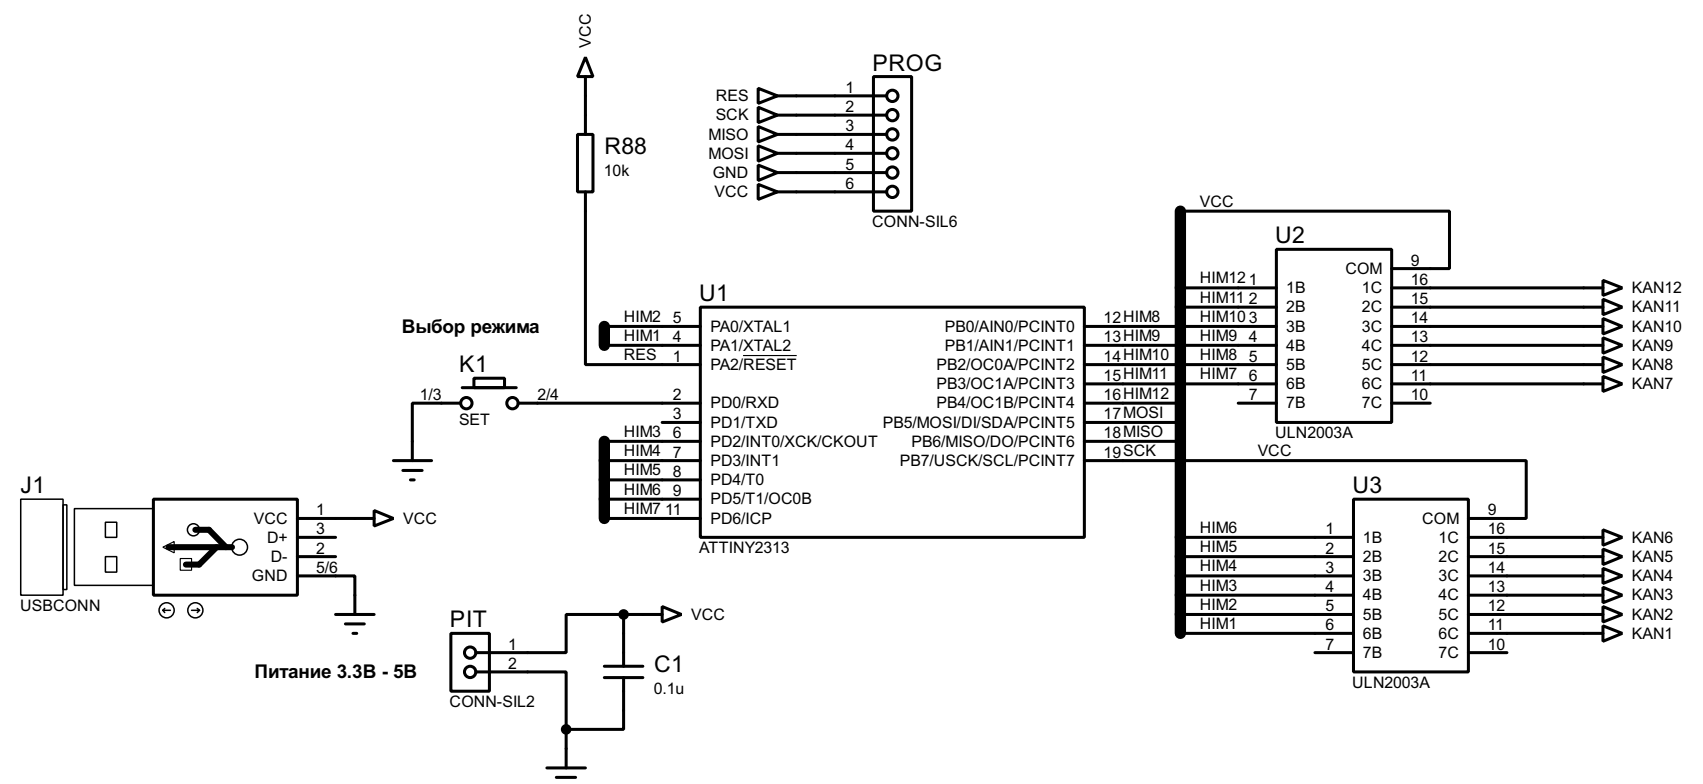 VCC
R88
10k
PROG
RES 1
SCK 2
MISO 3
MOSI 4
GND 5
VCC 6
CONN-SIL6
Выбор режима
K1
1/3 2/4
SET
U1
HIM2 5 PA0/XTAL1
HIM1 4 PA1/XTAL2
RES 1 PA2/RESET
2 PD0/RXD
3 PD1/TXD
HIM3 6 PD2/INT0/XCK/CKOUT
HIM4 7 PD3/INT1
HIM5 8 PD4/T0
HIM6 9 PD5/T1/OC0B
HIM7 11 PD6/ICP
PB0/AIN0/PCINT0 12 HIM8
PB1/AIN1/PCINT1 13 HIM9
PB2/OC0A/PCINT2 14 HIM10
PB3/OC1A/PCINT3 15 HIM11
PB4/OC1B/PCINT4 16 HIM12
PB5/MOSI/DI/SDA/PCINT5 17 MOSI
PB6/MISO/DO/PCINT6 18 MISO
PB7/USCK/SCL/PCINT7 19 SCK
ATTINY2313
VCC
U2
COM 9
HIM12 1 1B 1C 16 KAN12
HIM11 2 2B 2C 15 KAN11
HIM10 3 3B 3C 14 KAN10
HIM9 4 4B 4C 13 KAN9
HIM8 5 5B 5C 12 KAN8
HIM7 6 6B 6C 11 KAN7
7 7B 7C 10
ULN2003A
VCC
U3
COM 9
HIM6 1 1B 1C 16 KAN6
HIM5 2 2B 2C 15 KAN5
HIM4 3 3B 3C 14 KAN4
HIM3 4 4B 4C 13 KAN3
HIM2 5 5B 5C 12 KAN2
HIM1 6 6B 6C 11 KAN1
7 7B 7C 10
ULN2003A
J1
VCC 1 VCC
D+ 3
D- 2
GND 5/6
USBCONN
PIT
1 VCC
2
CONN-SIL2
C1
0.1u
Питание 3.3В - 5В